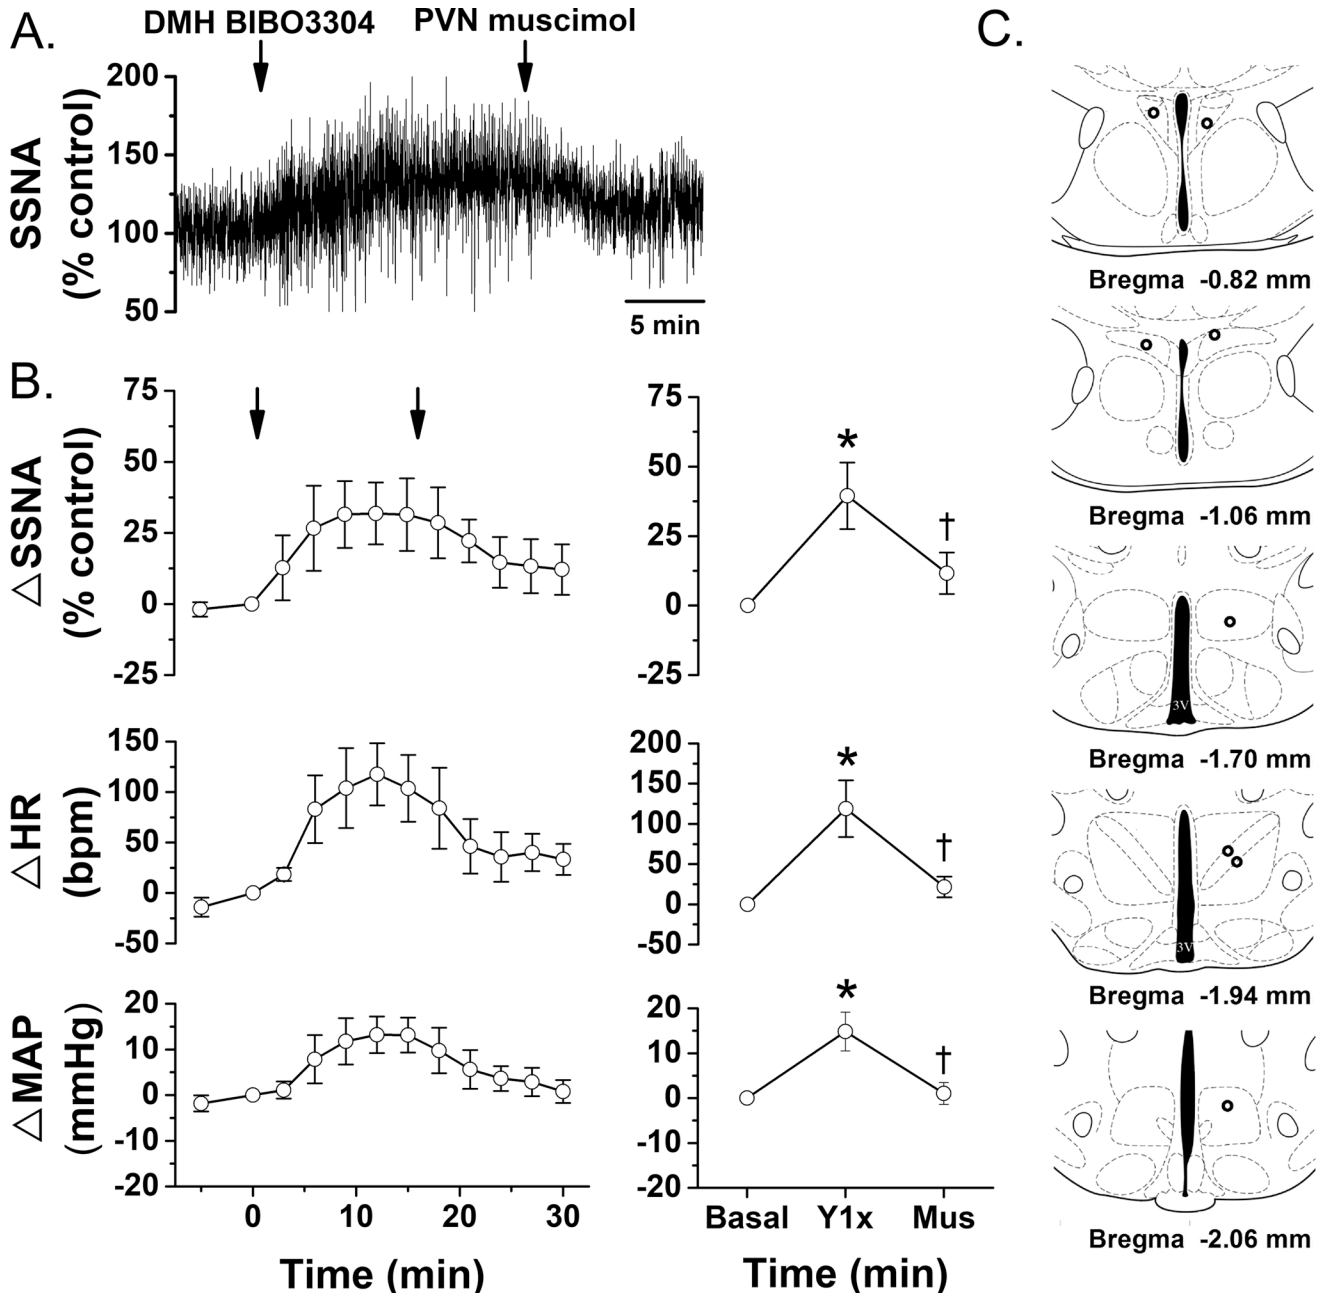 A.
DMH BIBO3304
PVN muscimol
SSNA
(% control)
200
150
100
50
5 min
B.
△SSNA
(% control)
75
50
25
0
-25
75
50
25
0
-25
*
†
△HR
(bpm)
150
100
50
0
-50
200
150
100
50
0
-50
*
†
△MAP
(mmHg)
20
10
0
-10
-20
20
10
0
-10
-20
*
†
0 10 20 30
Time (min)
Basal Y1x Mus
Time (min)
C.
Bregma -0.82 mm
Bregma -1.06 mm
3V
Bregma -1.70 mm
3V
Bregma -1.94 mm
Bregma -2.06 mm